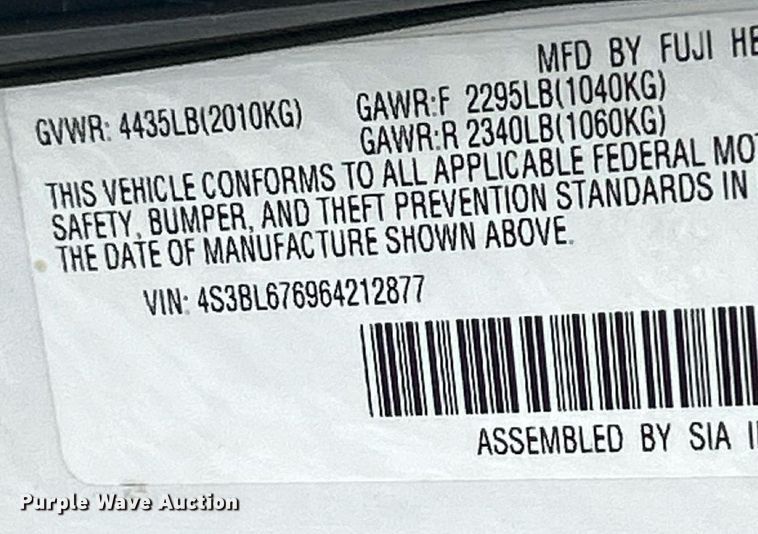 MFD BY FUJI HE
GVWR: 4435LB(2010KG) GAWR:F 2295LB(1040KG)
GAWR:R 2340LB(1060KG)
THIS VEHICLE CONFORMS TO ALL APPLICABLE FEDERAL MOT
SAFETY, BUMPER, AND THEFT PREVENTION STANDARDS IN
THE DATE OF MANUFACTURE SHOWN ABOVE.
VIN: 4S3BL676964212877
ASSEMBLED BY SIA I
Purple Wave Auction